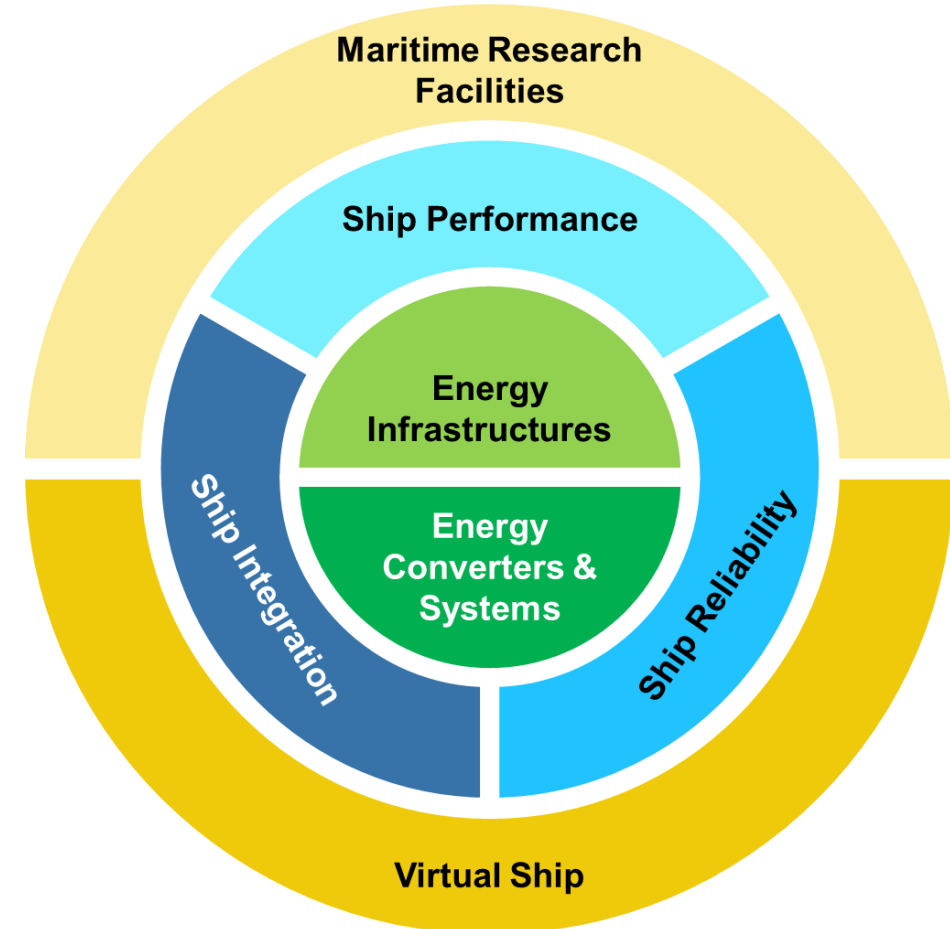 Maritime Research
Facilities
Ship Performance
Energy
Infrastructures
Ship Integration
Energy
Converters &
Systems
Ship Reliability
Virtual Ship